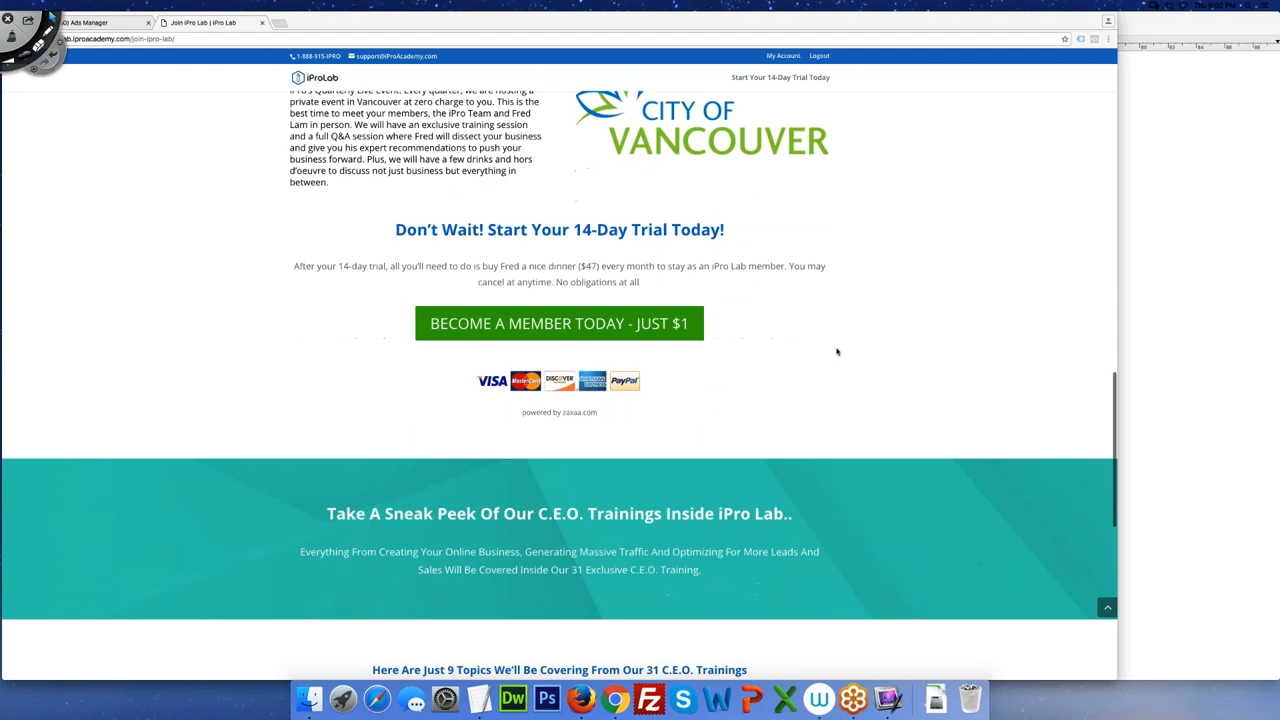 Ads Manager
Join iPro Lab | iPro Lab
ab.iproacademy.com/join-ipro-lab/
1-888-915-IPRO
support@iProAcademy.com
My Account
Logout
iProLab
Start Your 14-Day Trial Today
iPro's Quarterly Live Event. Every quarter, we are hosting a
private event in Vancouver at zero charge to you. This is the
best time to meet your members, the iPro Team and Fred
Lam in person. We will have an exclusive training session
and a full Q&A session where Fred will dissect your business
and give you his expert recommendations to push your
business forward. Plus, we will have a few drinks and hors
d'oeuvre to discuss not just business but everything in
between.
CITY OF
VANCOUVER
Don't Wait! Start Your 14-Day Trial Today!
After your 14-day trial, all you'll need to do is buy Fred a nice dinner ($47) every month to stay as an iPro Lab member. You may
cancel at anytime. No obligations at all
BECOME A MEMBER TODAY - JUST $1
VISA
MasterCard
DISCOVER
AMERICAN EXPRESS
PayPal
powered by zaxaa.com
Take A Sneak Peek Of Our C.E.O. Trainings Inside iPro Lab..
Everything From Creating Your Online Business, Generating Massive Traffic And Optimizing For More Leads And
Sales Will Be Covered Inside Our 31 Exclusive C.E.O. Training.
Here Are Just 9 Topics We'll Be Covering From Our 31 C.E.O. Trainings
Dw
Ps
Fz
S
W
P
X
W